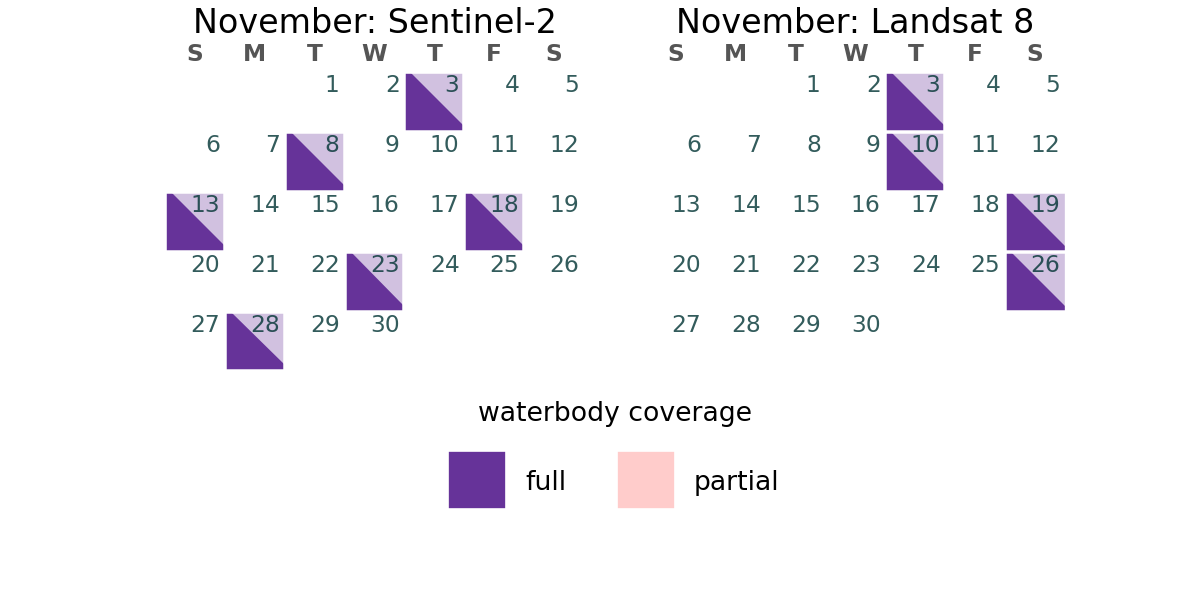 November: Sentinel-2
S M T W T F S
1 2 3 4 5
6 7 8 9 10 11 12
13 14 15 16 17 18 19
20 21 22 23 24 25 26
27 28 29 30
November: Landsat 8
S M T W T F S
1 2 3 4 5
6 7 8 9 10 11 12
13 14 15 16 17 18 19
20 21 22 23 24 25 26
27 28 29 30
waterbody coverage
full partial